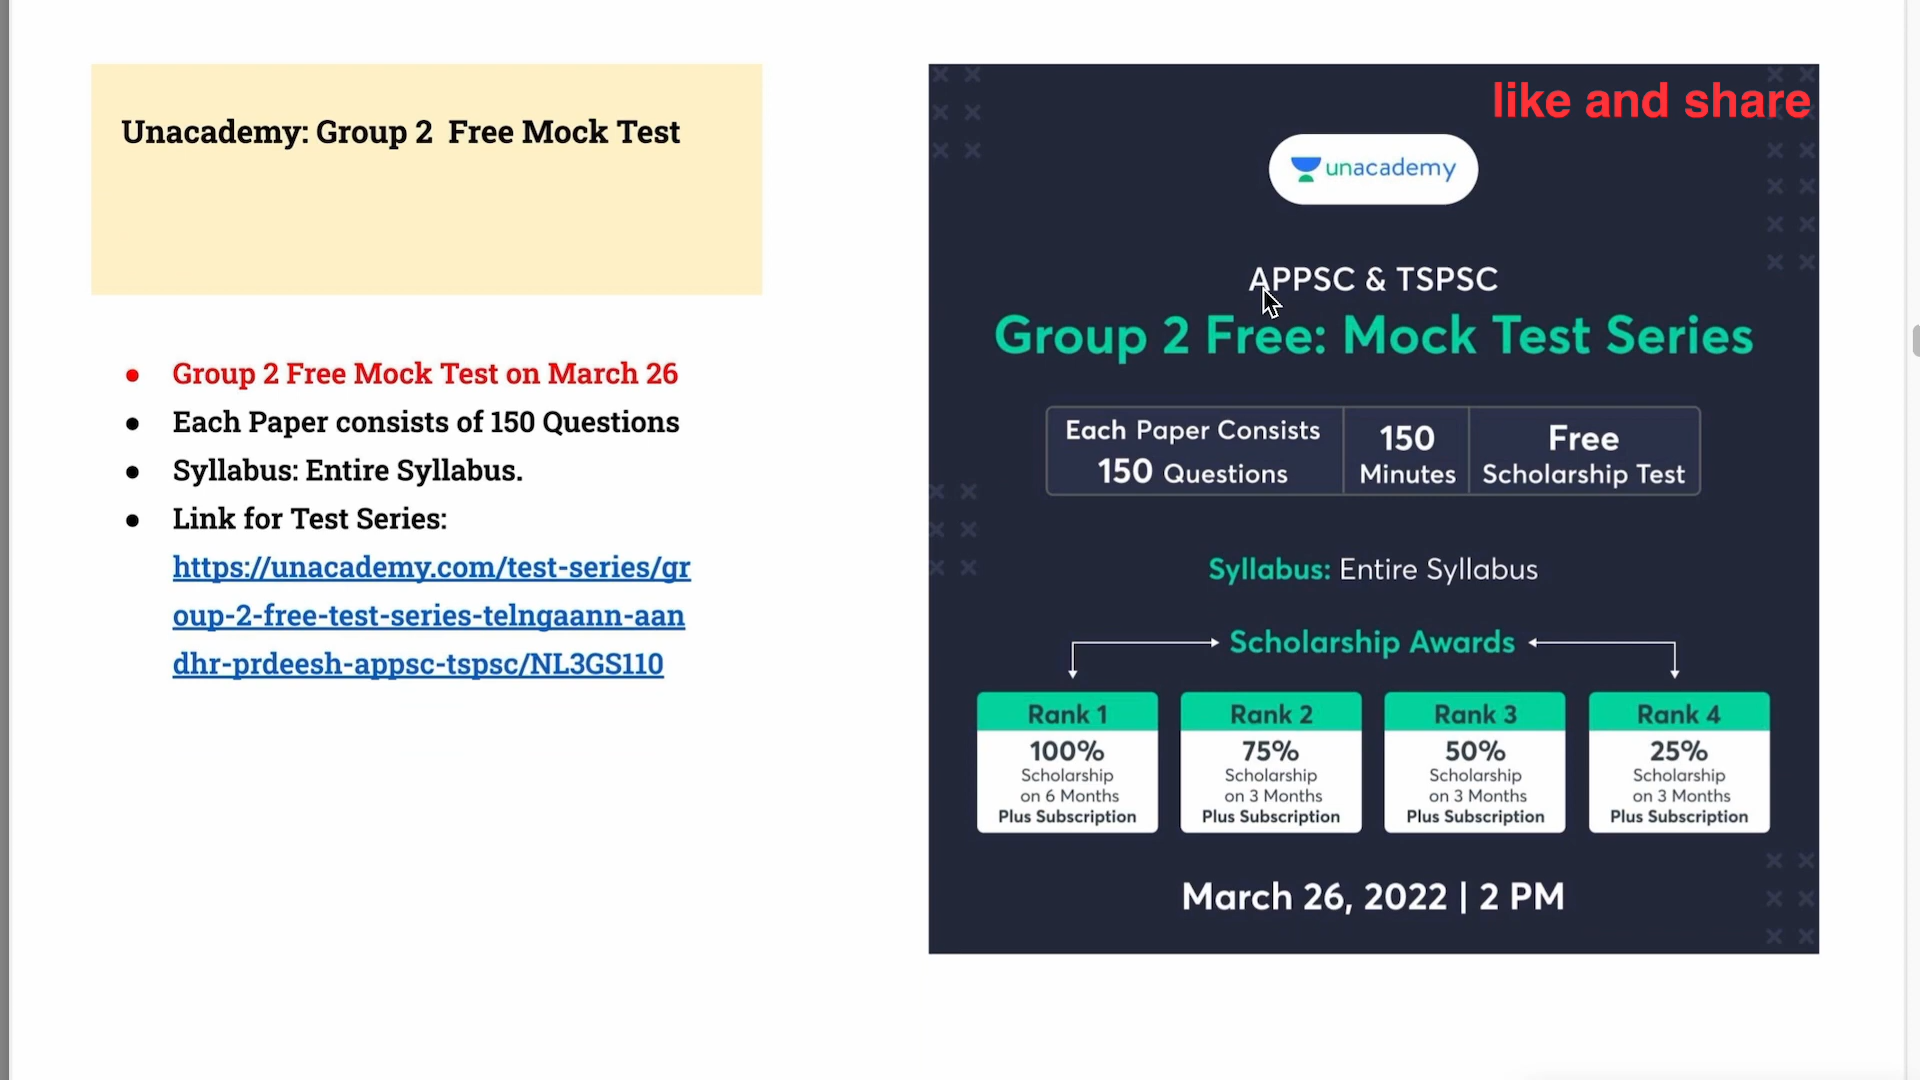 Unacademy: Group 2 Free Mock Test
● Group 2 Free Mock Test on March 26
● Each Paper consists of 150 Questions
● Syllabus: Entire Syllabus.
● Link for Test Series:
https://unacademy.com/test-series/gr
oup-2-free-test-series-telngaann-aan
dhr-prdeesh-appsc-tspsc/NL3GS110
like and share
unacademy
APPSC & TSPSC
Group 2 Free: Mock Test Series
Each Paper Consists
150 Questions
150
Minutes
Free
Scholarship Test
Syllabus: Entire Syllabus
Scholarship Awards
Rank 1
100%
Scholarship
on 6 Months
Plus Subscription
Rank 2
75%
Scholarship
on 3 Months
Plus Subscription
Rank 3
50%
Scholarship
on 3 Months
Plus Subscription
Rank 4
25%
Scholarship
on 3 Months
Plus Subscription
March 26, 2022 | 2 PM